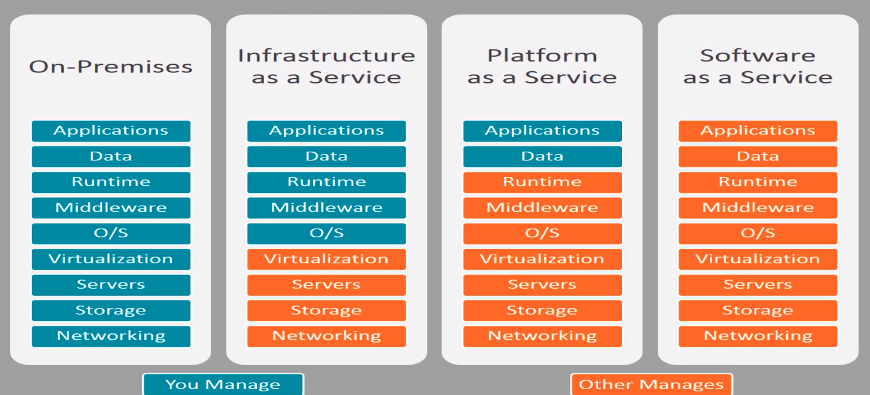 On-Premises
Applications
Data
Runtime
Middleware
O/S
Virtualization
Servers
Storage
Networking
Infrastructure
as a Service
Applications
Data
Runtime
Middleware
O/S
Virtualization
Servers
Storage
Networking
Platform
as a Service
Applications
Data
Runtime
Middleware
O/S
Virtualization
Servers
Storage
Networking
Software
as a Service
Applications
Data
Runtime
Middleware
O/S
Virtualization
Servers
Storage
Networking
You Manage
Other Manages